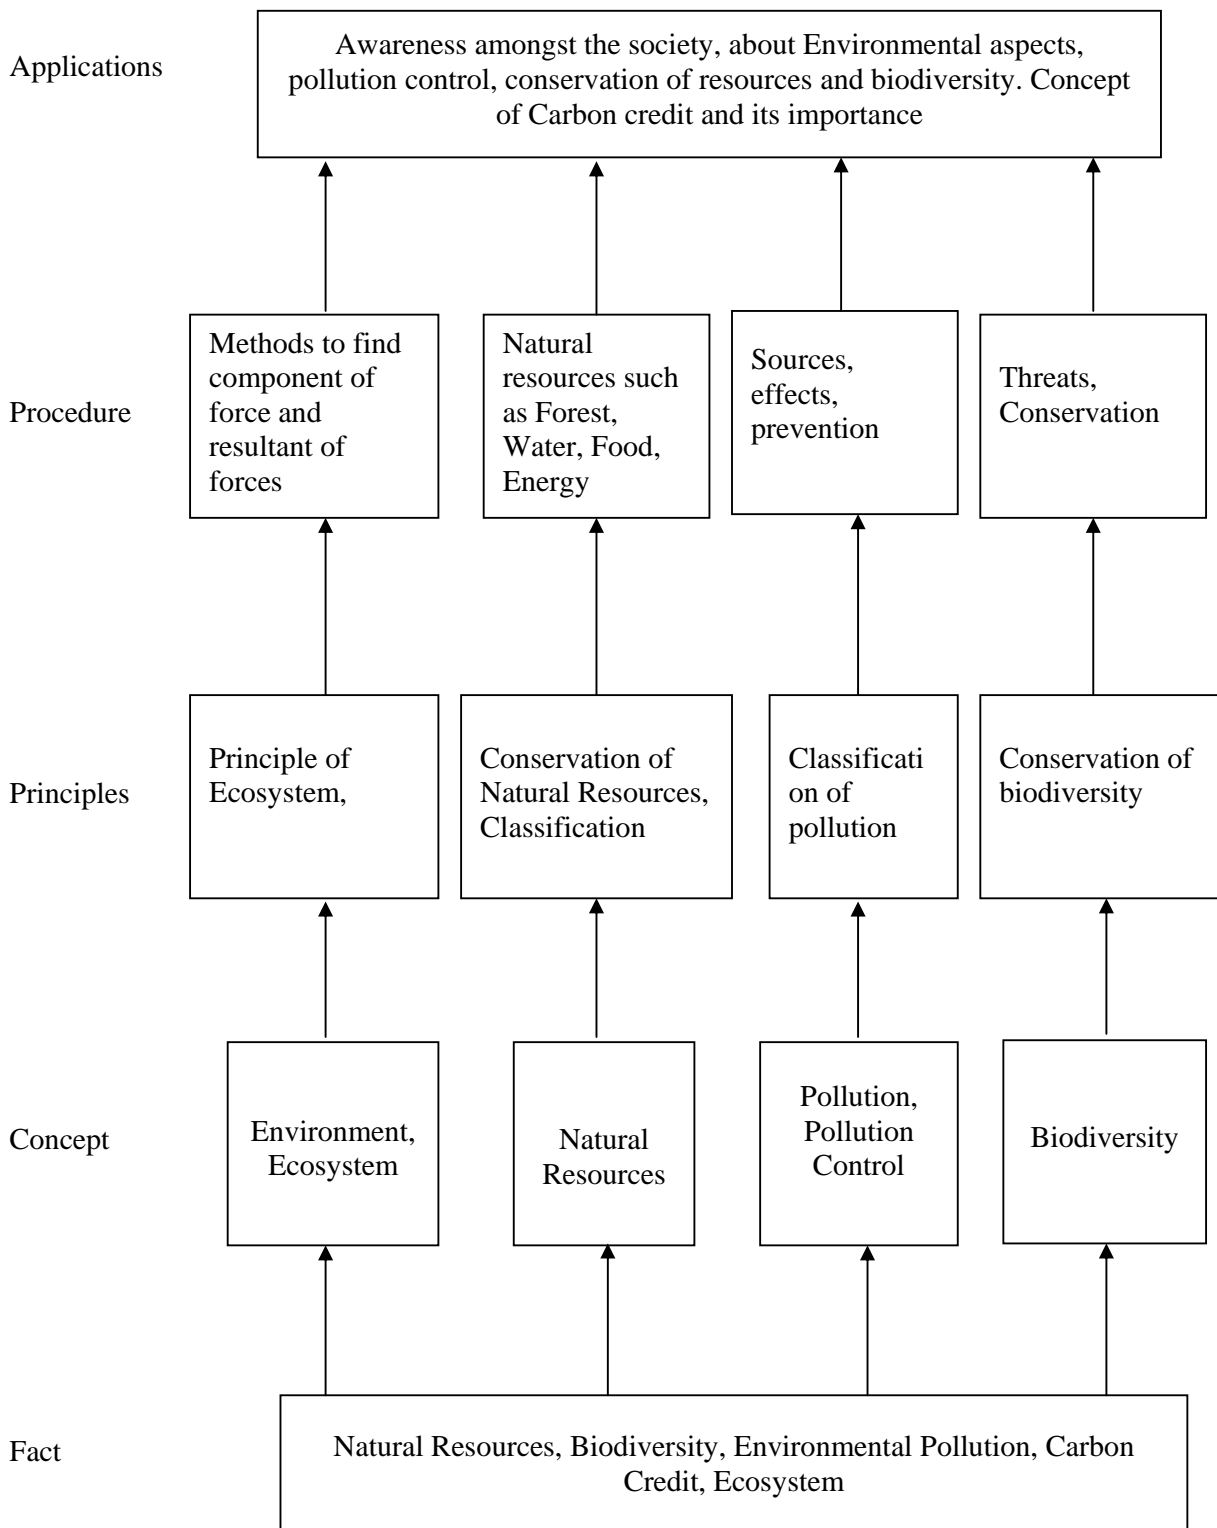 Applications
Awareness amongst the society, about Environmental aspects,
pollution control, conservation of resources and biodiversity. Concept
of Carbon credit and its importance
Procedure
Methods to find
component of
force and
resultant of
forces
Natural
resources such
as Forest,
Water, Food,
Energy
Sources,
effects,
prevention
Threats,
Conservation
Principles
Principle of
Ecosystem,
Conservation of
Natural Resources,
Classification
Classificati
on of
pollution
Conservation of
biodiversity
Concept
Environment,
Ecosystem
Natural
Resources
Pollution,
Pollution
Control
Biodiversity
Fact
Natural Resources, Biodiversity, Environmental Pollution, Carbon
Credit, Ecosystem